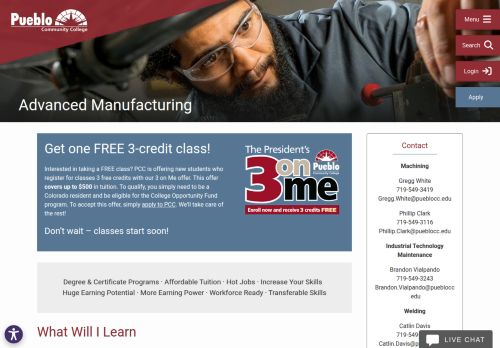 Pueblo
Community College
Menu
Search
Login
Apply
Advanced Manufacturing
Get one FREE 3-credit class!
Interested in taking a FREE class? PCC is offering new students who
register for classes 3 free credits with our 3 on Me offer. This offer
covers up to $500 in tuition. To qualify, you simply need to be a
Colorado resident and be eligible for the College Opportunity Fund
program. To accept this offer, simply apply to PCC. We'll take care of
the rest!
Don't wait – classes start soon!
The President's
3 on me
Pueblo
Community College
Enroll now and receive 3 credits FREE
Degree & Certificate Programs · Affordable Tuition · Hot Jobs · Increase Your Skills
Huge Earning Potential · More Earning Power · Workforce Ready · Transferable Skills
What Will I Learn
Contact
Machining
Gregg White
719-549-3419
Gregg.White@pueblocc.edu
Phillip Clark
719-549-3116
Phillip.Clark@pueblocc.edu
Industrial Technology
Maintenance
Brandon Vialpando
719-549-3243
Brandon.Vialpando@pueblocc.
edu
Welding
Catlin Davis
719-54
Catlin.Davis@p
LIVE CHAT